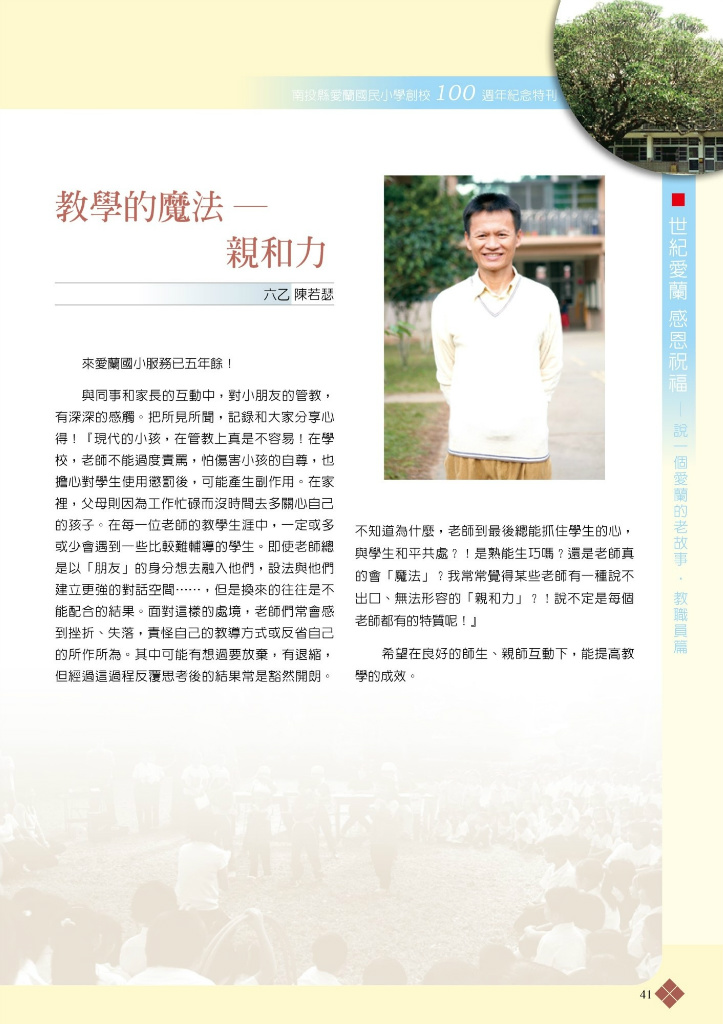 南投縣愛蘭國民小學創校 100 週年紀念特刊
教學的魔法 —
親和力
六乙 陳若瑟
來愛蘭國小服務已五年餘！
與同事和家長的互動中，對小朋友的管教，
有深深的感觸。把所見所聞，記錄和大家分享心
得！『現代的小孩，在管教上真是不容易！在學
校，老師不能過度責罵，怕傷害小孩的自尊，也
擔心對學生使用懲罰後，可能產生副作用。在家
裡，父母則因為工作忙碌而沒時間去多關心自己
的孩子。在每一位老師的教學生涯中，一定或多
或少會遇到一些比較難輔導的學生。即使老師總
是以「朋友」的身分想去融入他們，設法與他們
建立更強的對話空間……，但是換來的往往是不
能配合的結果。面對這樣的處境，老師們常會感
到挫折、失落，責怪自己的教導方式或反省自己
的所作所為。其中可能有想過要放棄，有退縮，
但經過這過程反覆思考後的結果常是豁然開朗。
不知道為什麼，老師到最後總能抓住學生的心，
與學生和平共處？！是熟能生巧嗎？還是老師真
的會「魔法」？我常常覺得某些老師有一種說不
出口、無法形容的「親和力」？！說不定是每個
老師都有的特質呢！』
希望在良好的師生、親師互動下，能提高教
學的成效。
世紀愛蘭 感恩祝福 — 說一個愛蘭的老故事・教職員篇
41